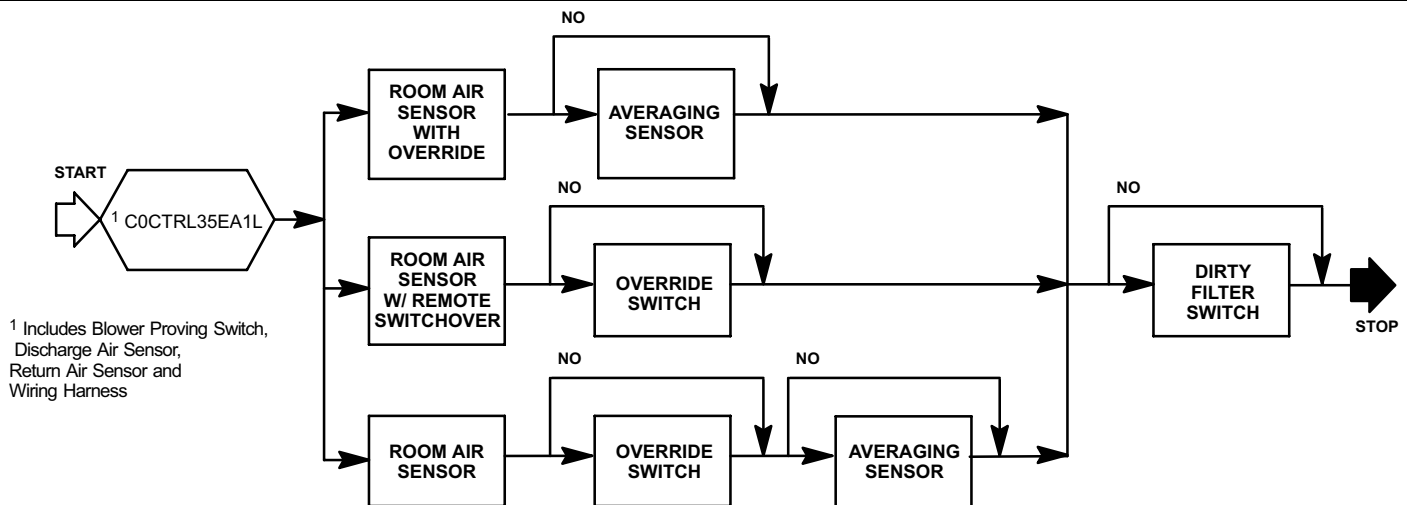 NO
ROOM AIR
SENSOR
WITH
OVERRIDE
AVERAGING
SENSOR
START
1 C0CTRL35EA1L
NO
NO
ROOM AIR
SENSOR
W/ REMOTE
SWITCHOVER
OVERRIDE
SWITCH
DIRTY
FILTER
SWITCH
STOP
1 Includes Blower Proving Switch,
Discharge Air Sensor,
Return Air Sensor and
Wiring Harness
NO
NO
ROOM AIR
SENSOR
OVERRIDE
SWITCH
AVERAGING
SENSOR